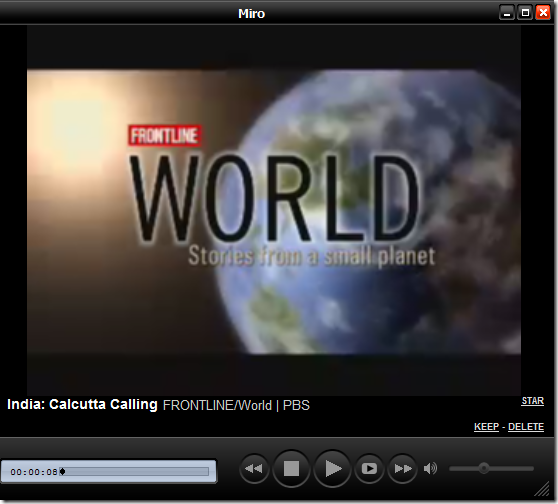 Miro
FRONTLINE
WORLD
Stories from a small planet
India: Calcutta Calling FRONTLINE/World | PBS
STAR
KEEP - DELETE
00:00:08